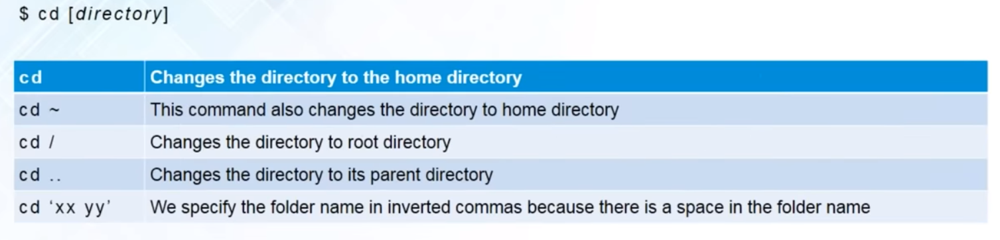 $ cd [directory]
cd Changes the directory to the home directory
cd ~ This command also changes the directory to home directory
cd / Changes the directory to root directory
cd .. Changes the directory to its parent directory
cd ‘xx yy’ We specify the folder name in inverted commas because there is a space in the folder name